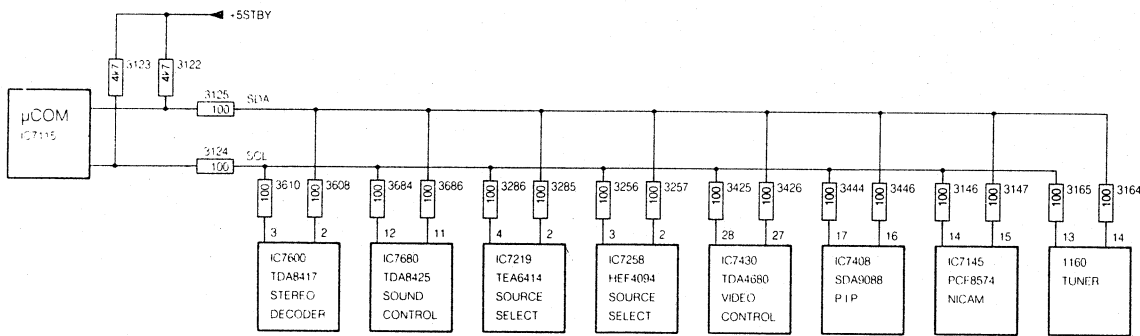 +5STBY
4k7 3123 4k7 3122
3125
100
SDA
µCOM
IC7115
3124
100
SCL
100 3610 100 3608 100 3684 100 3686 100 3286 100 3285 100 3256 100 3257 100 3425 100 3426 100 3444 100 3446 100 3146 100 3147 100 3165 100 3164
3 2 12 11 4 2 3 2 28 27 17 16 14 15 13 14
IC7600
TDA8417
STEREO
DECODER
IC7680
TDA8425
SOUND
CONTROL
IC7219
TEA6414
SOURCE
SELECT
IC7258
HEF4094
SOURCE
SELECT
IC7430
TDA4680
VIDEO
CONTROL
IC7408
SDA9088
P I P
IC7145
PCF8574
NICAM
1160
TUNER